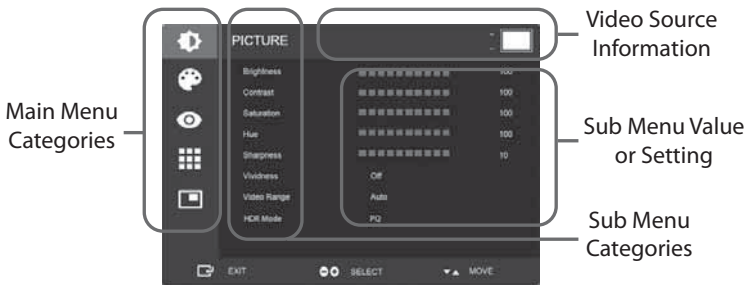 Video Source
Information
PICTURE
Brightness 100
Contrast 100
Saturation 100
Hue 100
Sharpness 10
Vividness Off
Video Range Auto
HDR Mode PQ
EXIT SELECT MOVE
Main Menu
Categories
Sub Menu Value
or Setting
Sub Menu
Categories